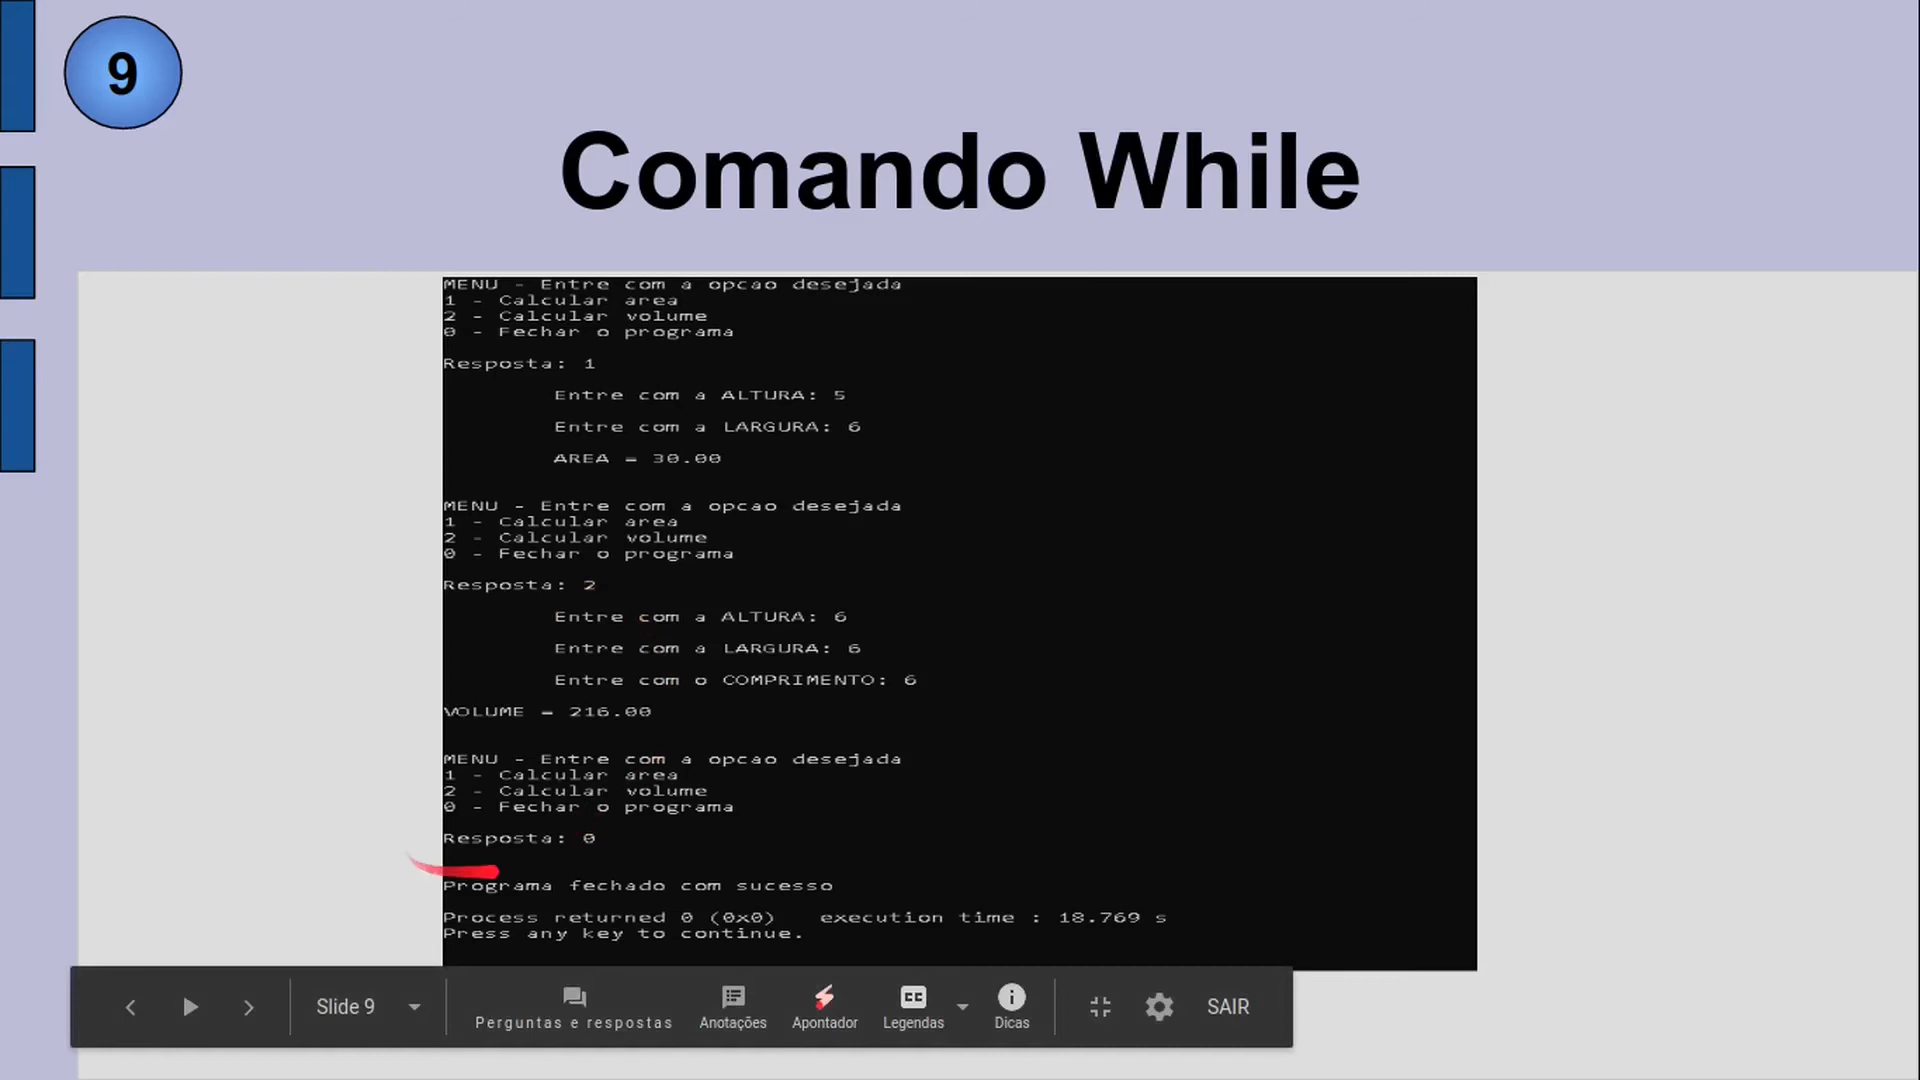 9
Comando While
MENU - Entre com a opcao desejada
1 - Calcular area
2 - Calcular volume
0 - Fechar o programa
Resposta: 1
Entre com a ALTURA: 5
Entre com a LARGURA: 6
AREA = 30.00
MENU - Entre com a opcao desejada
1 - Calcular area
2 - Calcular volume
0 - Fechar o programa
Resposta: 2
Entre com a ALTURA: 6
Entre com a LARGURA: 6
Entre com o COMPRIMENTO: 6
VOLUME = 216.00
MENU - Entre com a opcao desejada
1 - Calcular area
2 - Calcular volume
0 - Fechar o programa
Resposta: 0
Programa fechado com sucesso
Process returned 0 (0x0)   execution time : 18.769 s
Press any key to continue.
Slide 9
Perguntas e respostas
Anotações
Apontador
CC
Legendas
Dicas
SAIR